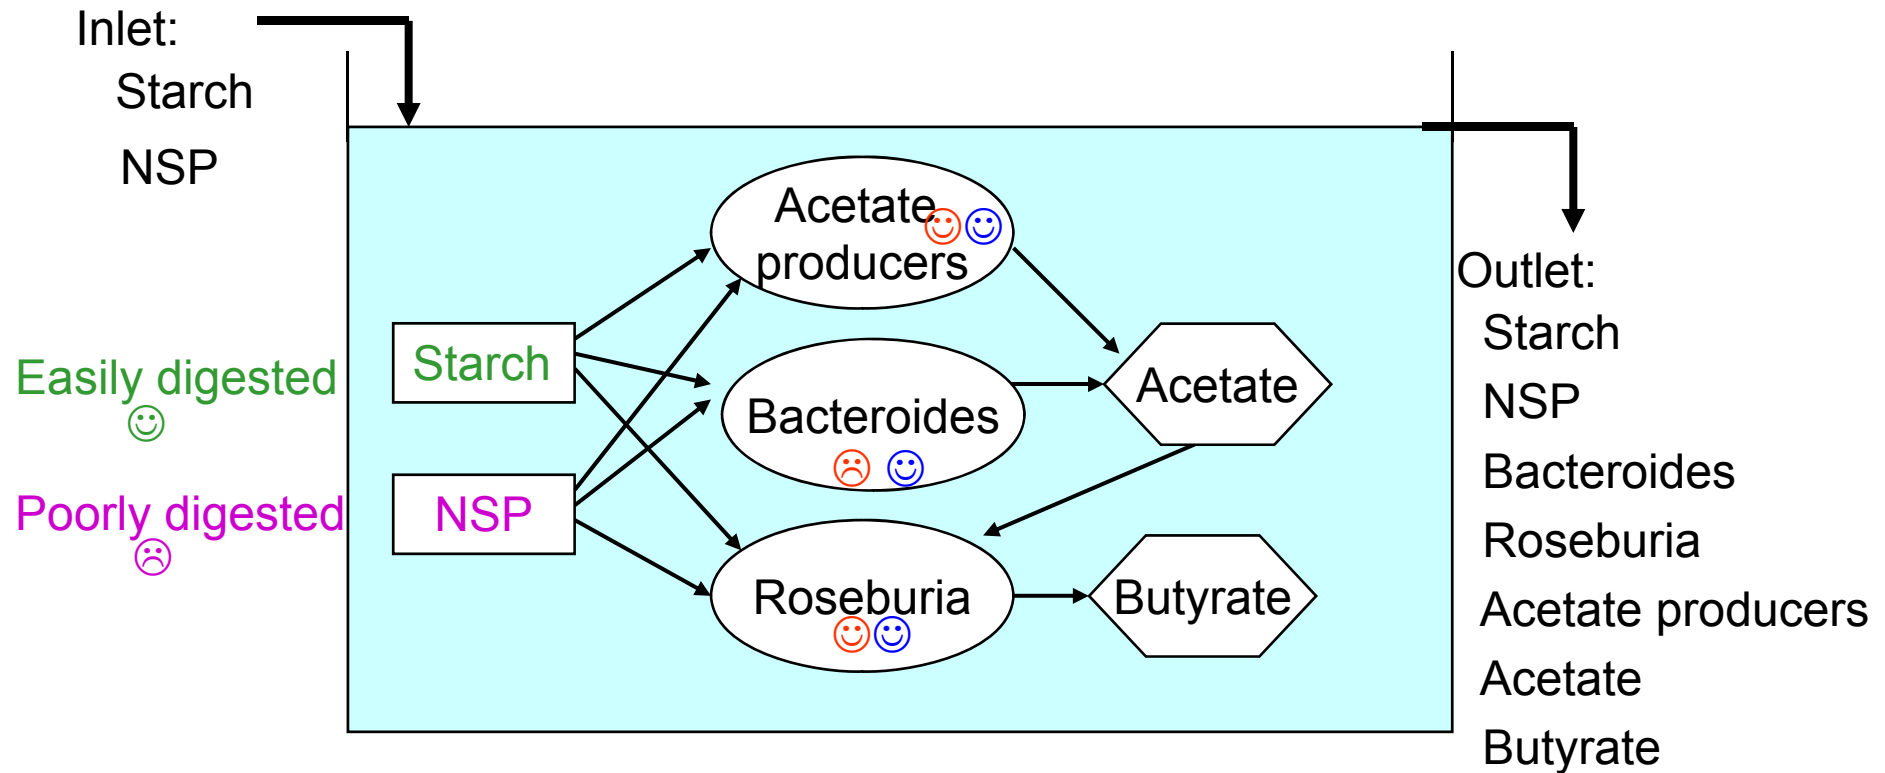 Inlet:
Starch
NSP
Easily digested
Poorly digested
Starch
NSP
Acetate
producers
Bacteroides
Roseburia
Acetate
Butyrate
Outlet:
Starch
NSP
Bacteroides
Roseburia
Acetate producers
Acetate
Butyrate